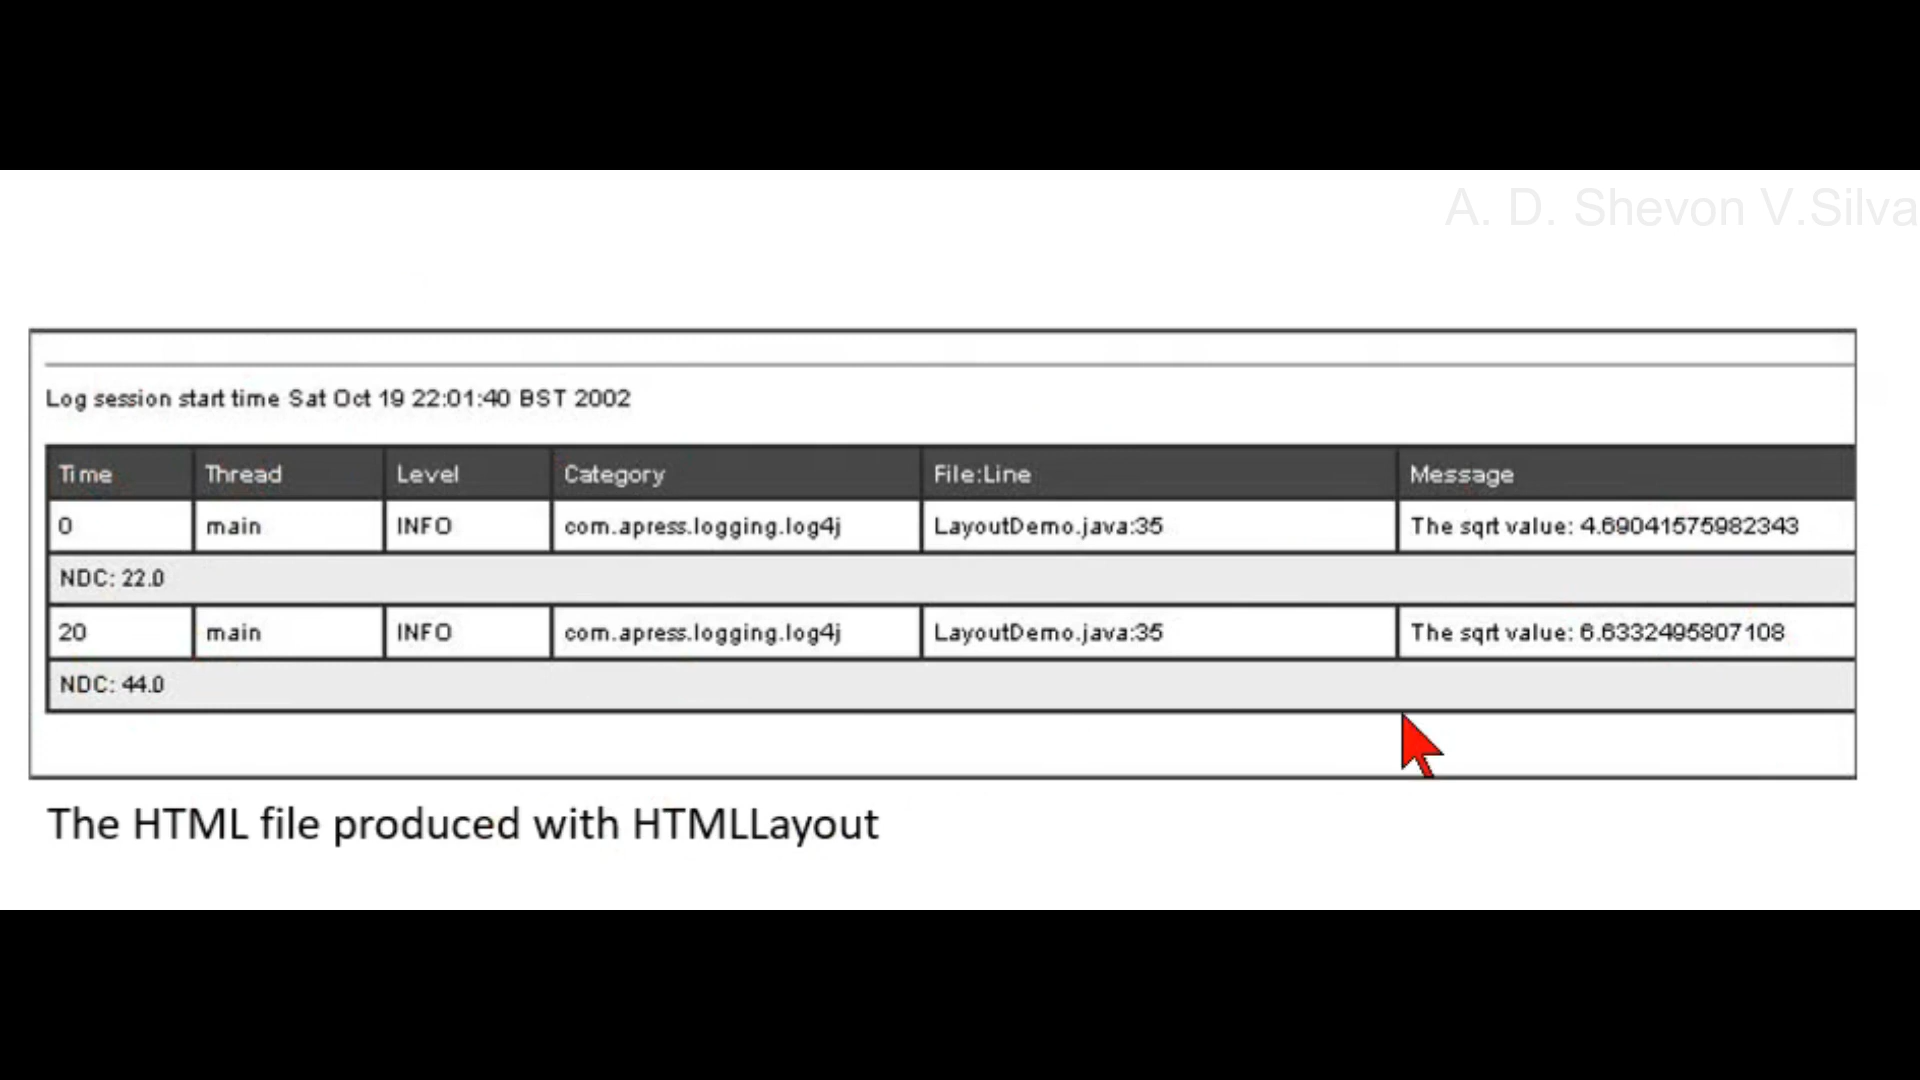 A. D. Shevon V.Silva
Log session start time Sat Oct 19 22:01:40 BST 2002
Time Thread Level Category File:Line Message
0 main INFO com.apress.logging.log4j LayoutDemo.java:35 The sqrt value: 4.69041575982343
NDC: 22.0
20 main INFO com.apress.logging.log4j LayoutDemo.java:35 The sqrt value: 6.6332495807108
NDC: 44.0
The HTML file produced with HTMLLayout